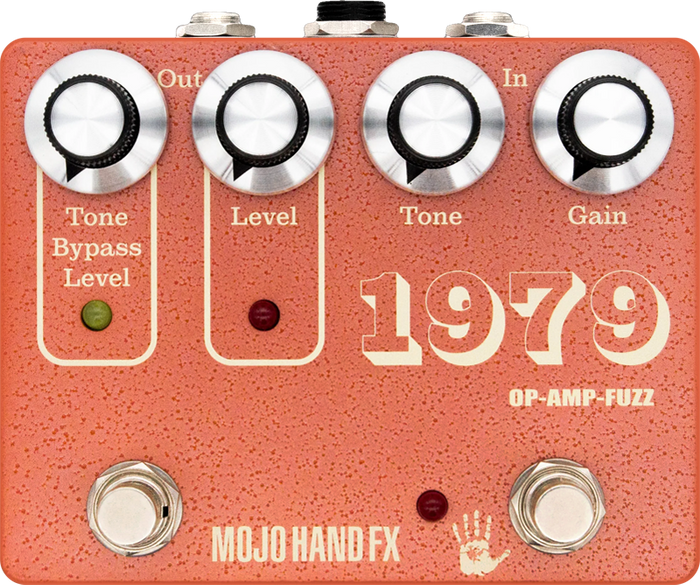 Out
In
Tone
Bypass
Level
Level
Tone
Gain
1979
OP-AMP-FUZZ
MOJO HAND FX